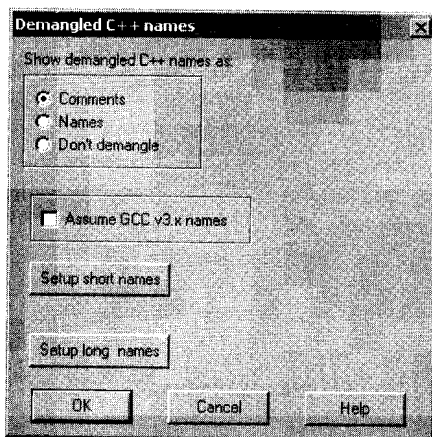 Demangled C++ names
Show demangled C++ names as:
Comments
Names
Don't demangle
Assume GCC v3.x names
Setup short names
Setup long names
OK
Cancel
Help